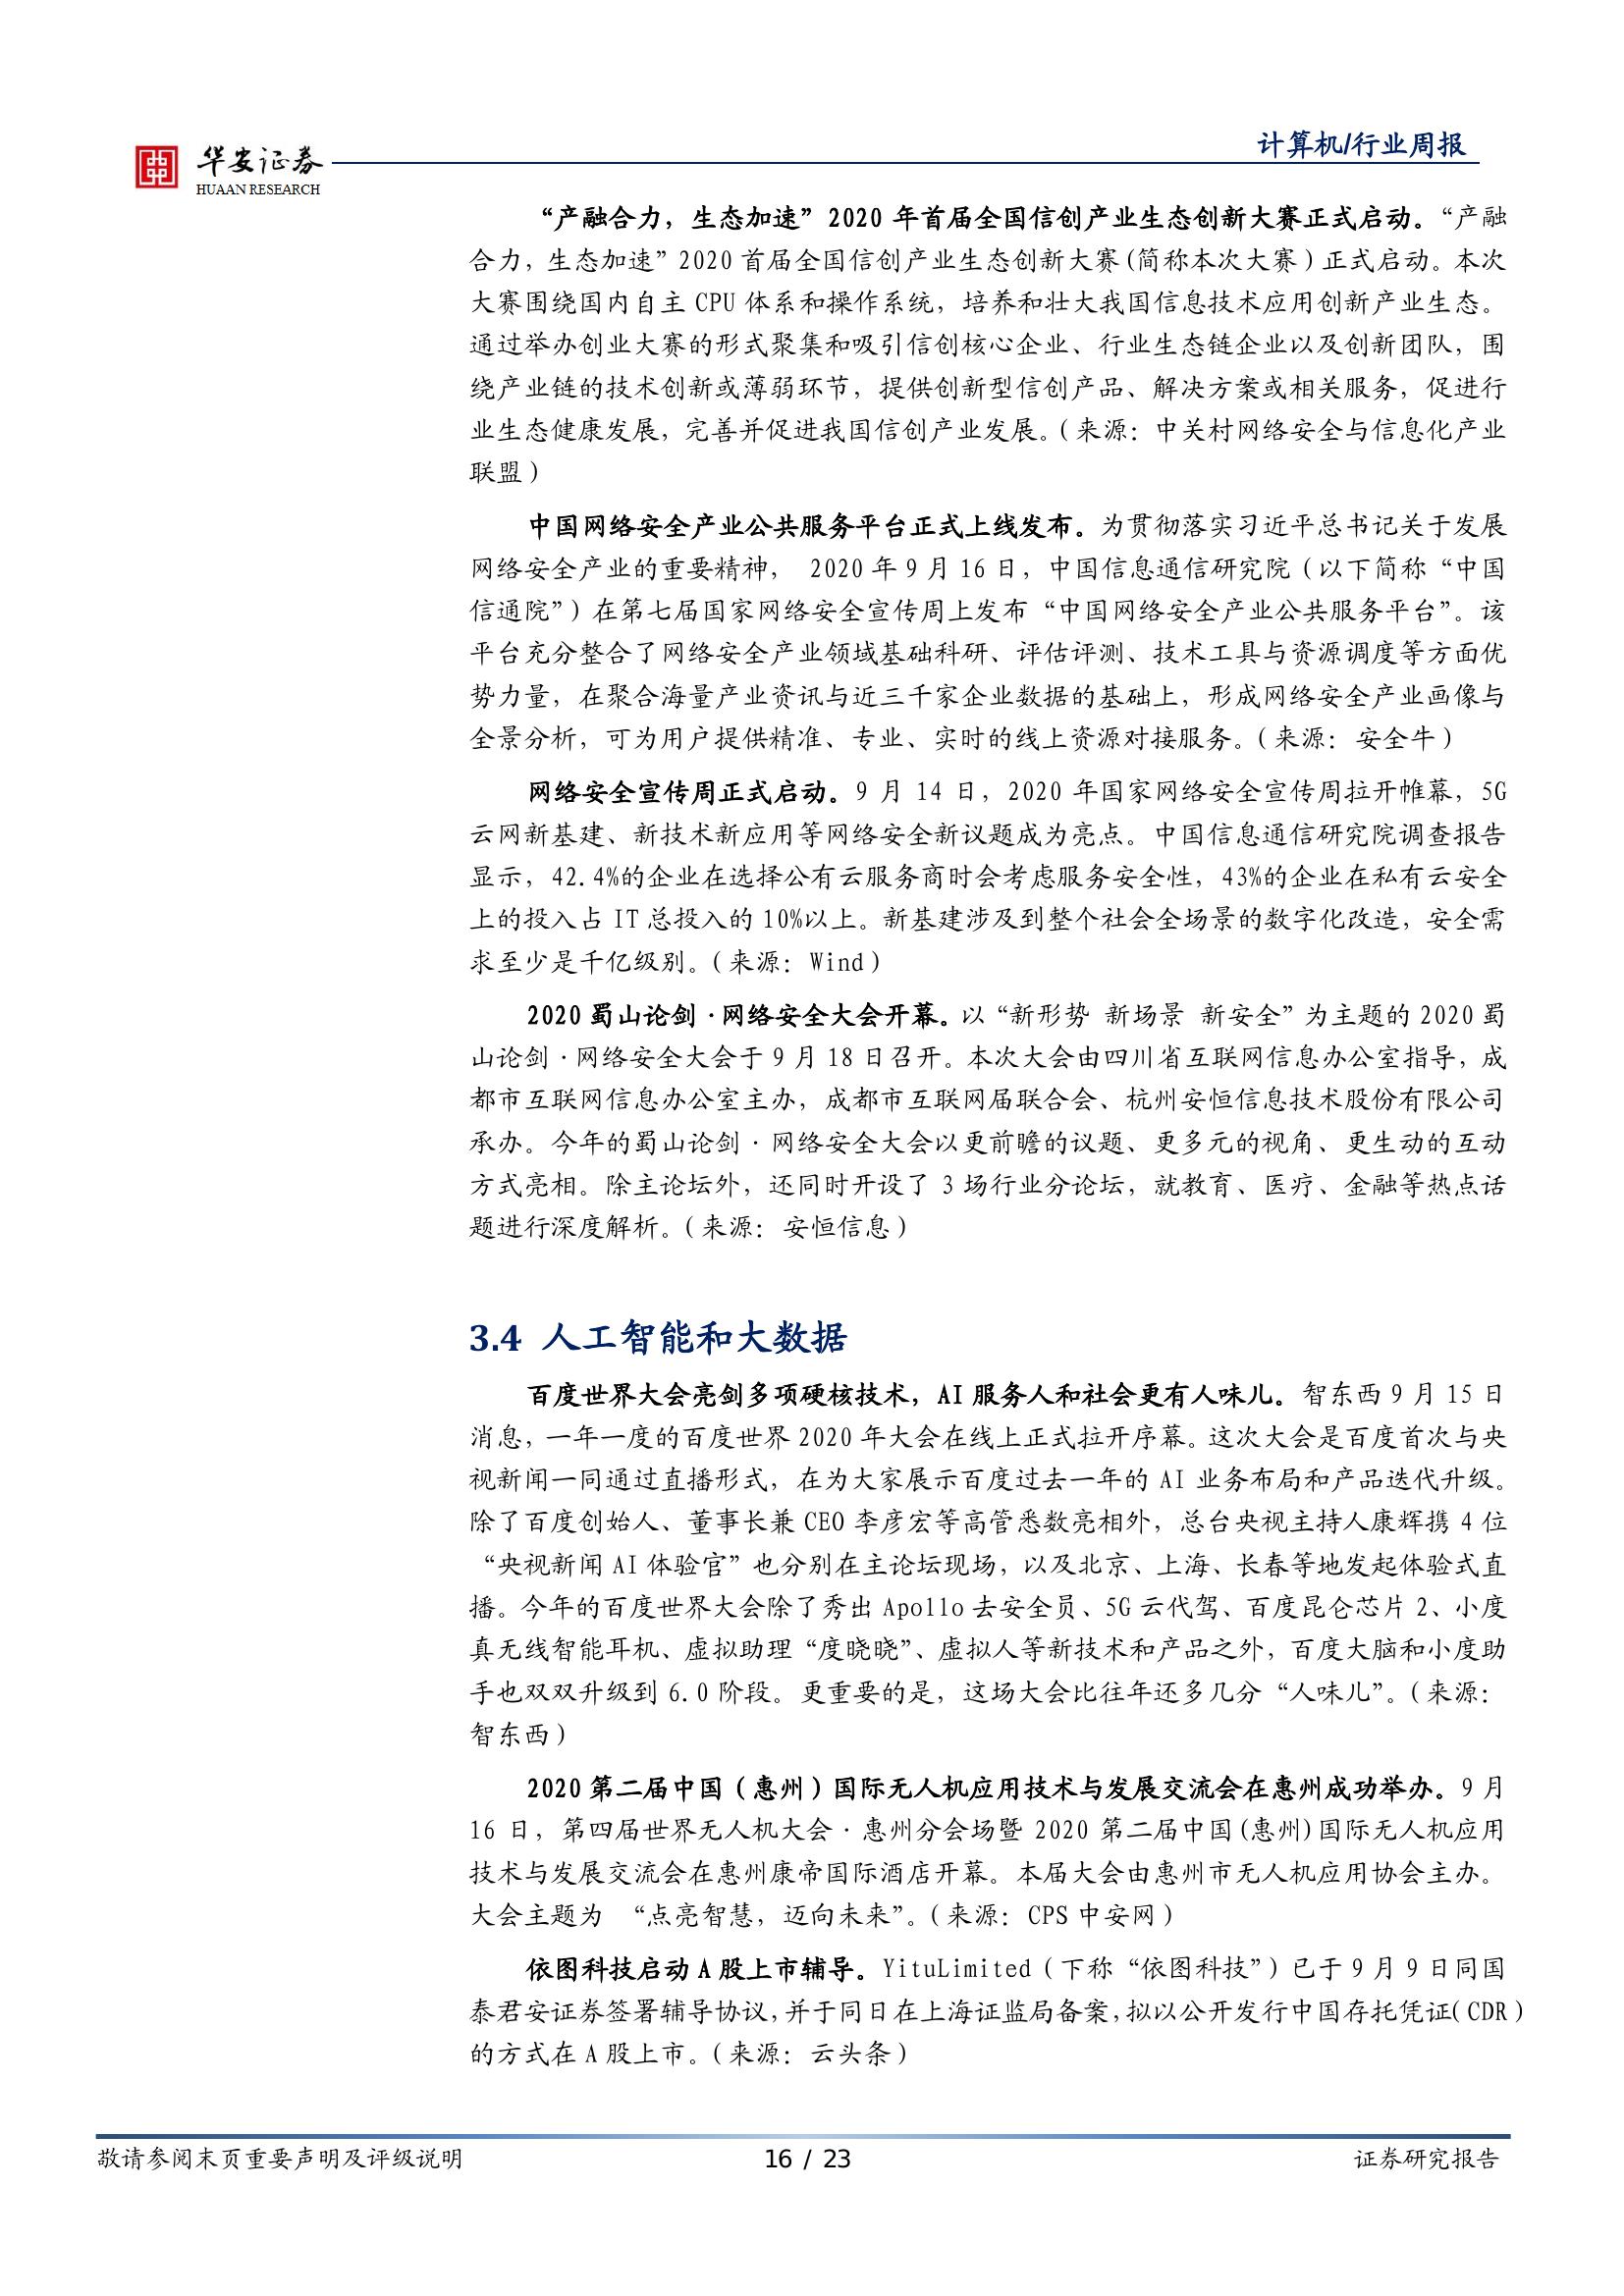 华安证券
HUAAN RESEARCH
计算机/行业周报
“产融合力，生态加速”2020 年首届全国信创产业生态创新大赛正式启动。“产融
合力，生态加速”2020 首届全国信创产业生态创新大赛(简称本次大赛）正式启动。本次
大赛围绕国内自主 CPU 体系和操作系统，培养和壮大我国信息技术应用创新产业生态。
通过举办创业大赛的形式聚集和吸引信创核心企业、行业生态链企业以及创新团队，围
绕产业链的技术创新或薄弱环节，提供创新型信创产品、解决方案或相关服务，促进行
业生态健康发展，完善并促进我国信创产业发展。（来源：中关村网络安全与信息化产业
联盟）
中国网络安全产业公共服务平台正式上线发布。为贯彻落实习近平总书记关于发展
网络安全产业的重要精神， 2020 年 9 月 16 日，中国信息通信研究院（以下简称“中国
信通院”）在第七届国家网络安全宣传周上发布“中国网络安全产业公共服务平台”。该
平台充分整合了网络安全产业领域基础科研、评估评测、技术工具与资源调度等方面优
势力量，在聚合海量产业资讯与近三千家企业数据的基础上，形成网络安全产业画像与
全景分析，可为用户提供精准、专业、实时的线上资源对接服务。（来源：安全牛）
网络安全宣传周正式启动。9 月 14 日，2020 年国家网络安全宣传周拉开帷幕，5G
云网新基建、新技术新应用等网络安全新议题成为亮点。中国信息通信研究院调查报告
显示，42.4%的企业在选择公有云服务商时会考虑服务安全性，43%的企业在私有云安全
上的投入占 IT 总投入的 10%以上。新基建涉及到整个社会全场景的数字化改造，安全需
求至少是千亿级别。（来源：Wind）
2020 蜀山论剑·网络安全大会开幕。以“新形势 新场景 新安全”为主题的 2020 蜀
山论剑·网络安全大会于 9 月 18 日召开。本次大会由四川省互联网信息办公室指导，成
都市互联网信息办公室主办，成都市互联网届联合会、杭州安恒信息技术股份有限公司
承办。今年的蜀山论剑·网络安全大会以更前瞻的议题、更多元的视角、更生动的互动
方式亮相。除主论坛外，还同时开设了 3 场行业分论坛，就教育、医疗、金融等热点话
题进行深度解析。（来源：安恒信息）
3.4 人工智能和大数据
百度世界大会亮剑多项硬核技术，AI 服务人和社会更有人味儿。智东西 9 月 15 日
消息，一年一度的百度世界 2020 年大会在线上正式拉开序幕。这次大会是百度首次与央
视新闻一同通过直播形式，在为大家展示百度过去一年的 AI 业务布局和产品迭代升级。
除了百度创始人、董事长兼 CEO 李彦宏等高管悉数亮相外，总台央视主持人康辉携 4 位
“央视新闻 AI 体验官”也分别在主论坛现场，以及北京、上海、长春等地发起体验式直
播。今年的百度世界大会除了秀出 Apollo 去安全员、5G 云代驾、百度昆仑芯片 2、小度
真无线智能耳机、虚拟助理“度晓晓”、虚拟人等新技术和产品之外，百度大脑和小度助
手也双双升级到 6.0 阶段。更重要的是，这场大会比往年还多几分“人味儿”。（来源：
智东西）
2020 第二届中国（惠州）国际无人机应用技术与发展交流会在惠州成功举办。9 月
16 日，第四届世界无人机大会·惠州分会场暨 2020 第二届中国(惠州)国际无人机应用
技术与发展交流会在惠州康帝国际酒店开幕。本届大会由惠州市无人机应用协会主办。
大会主题为 “点亮智慧，迈向未来”。（来源：CPS 中安网）
依图科技启动 A 股上市辅导。YituLimited（下称“依图科技”）已于 9 月 9 日同国
泰君安证券签署辅导协议，并于同日在上海证监局备案，拟以公开发行中国存托凭证（CDR）
的方式在 A 股上市。（来源：云头条）
敬请参阅末页重要声明及评级说明
16 / 23
证券研究报告